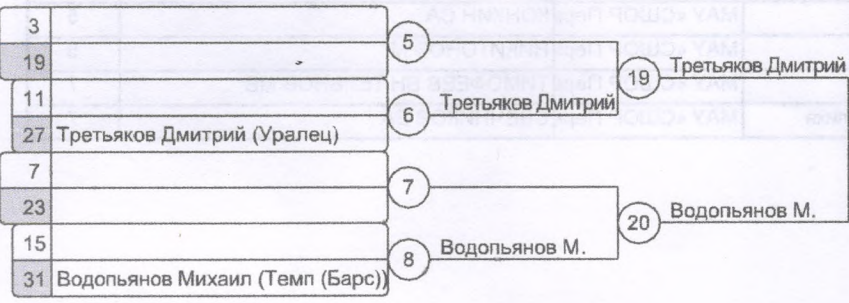 3
5
19
19 Третьяков Дмитрий
11
6 Третьяков Дмитрий
27 Третьяков Дмитрий (Уралец)
7
7
23
20 Водопьянов М.
15
8 Водопьянов М.
31 Водопьянов Михаил (Темп (Барс))